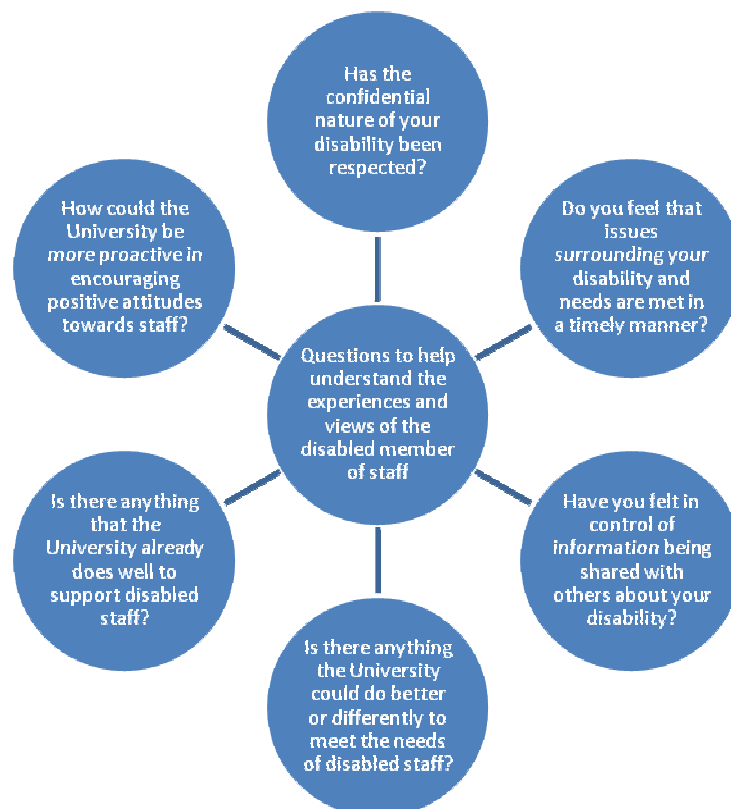 Has the
confidential
nature of your
disability been
respected?
Do you feel that
issues
surrounding your
disability and
needs are met in
a timely manner?
Have you felt in
control of
information being
shared with
others about your
disability?
Is there anything
the University
could do better
or differently to
meet the needs
of disabled staff?
Is there anything
that the
University already
does well to
support disabled
staff?
How could the
University be
more proactive in
encouraging
positive attitudes
towards staff?
Questions to help
understand the
experiences and
views of the
disabled member
of staff